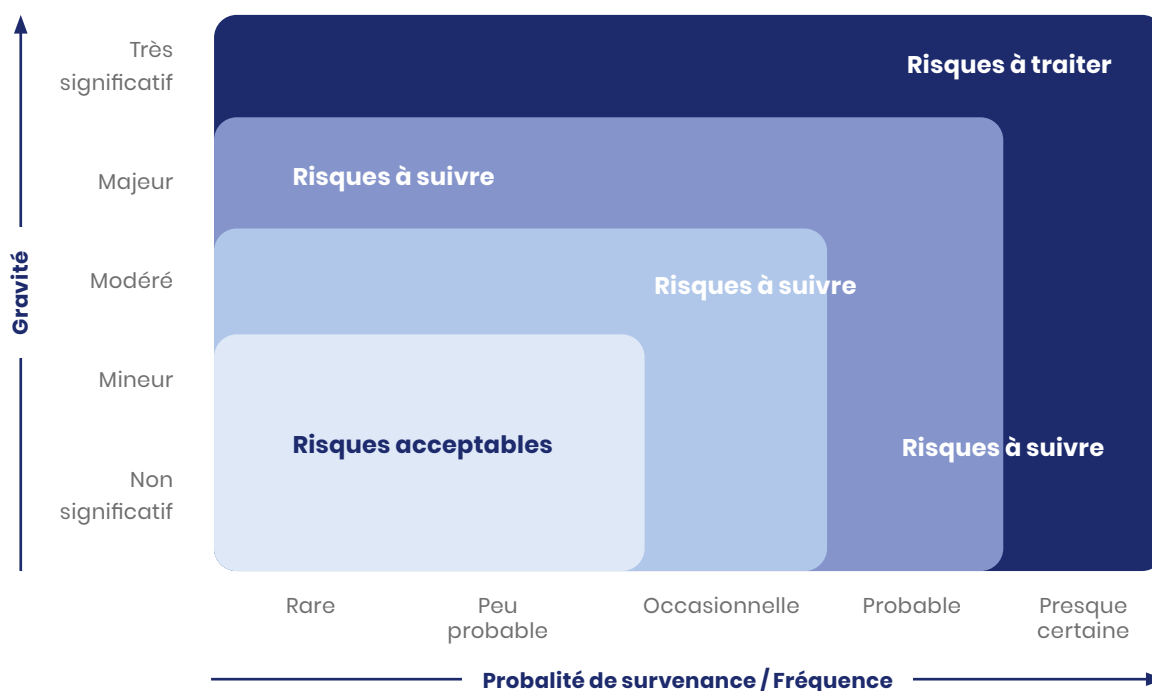 Très
significatif
Risques à traiter
Majeur
Risques à suivre
Gravité
Modéré
Risques à suivre
Mineur
Risques acceptables
Risques à suivre
Non
significatif
Rare
Peu
probable
Occasionnelle
Probable
Presque
certaine
Probalité de survenance / Fréquence